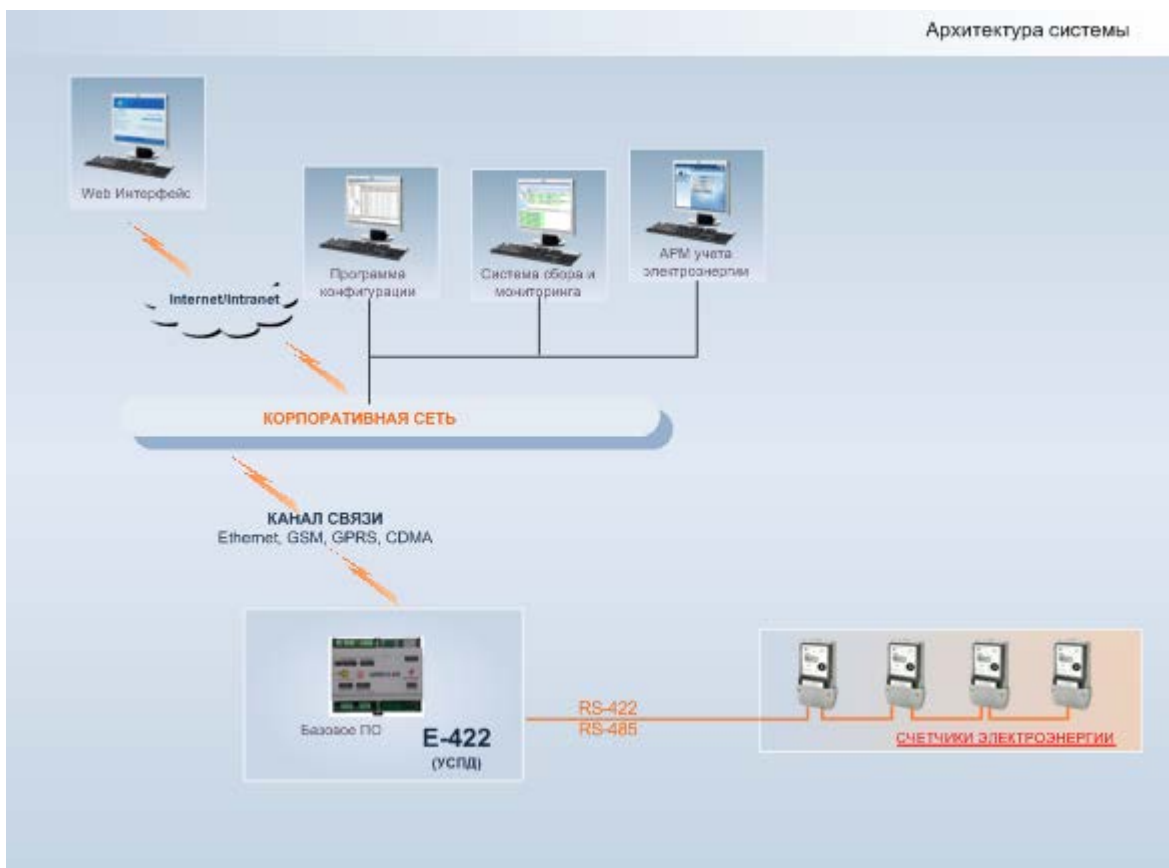 Архитектура системы
Web Интерфейс
Программа
конфигурации
Система сбора и
мониторинга
АРМ учета
электроэнергии
Internet/Intranet
КОРПОРАТИВНАЯ СЕТЬ
КАНАЛ СВЯЗИ
Ethernet, GSM, GPRS, CDMA
Базовое ПО
E-422
(УСПД)
RS-422
RS-485
СЧЕТЧИКИ ЭЛЕКТРОЭНЕРГИИ